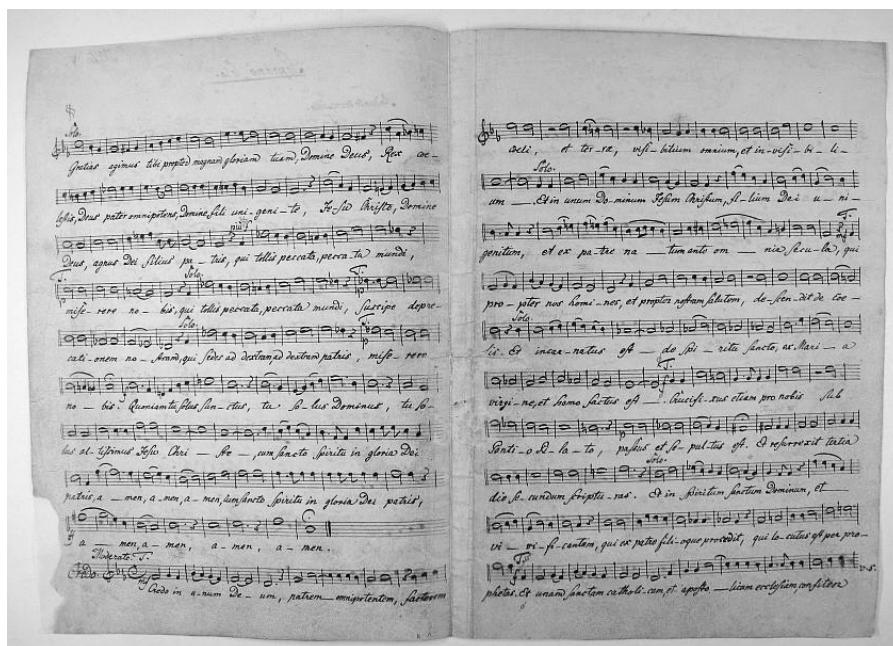 Solo.
Gratias agimus tibi propter magnam gloriam tuam, Domine Deus, Rex coe-
lestis, Deus pater omnipotens, Domine fili uni-geni-te, Jesu Christe, Domine
Deus, agnus Dei filius pa-tris, qui tollis peccata, pecca-ta mundi,
T. Solo. T.
mise-rere no-bis, qui tollis peccata, peccata mundi, suscipe depre-
Solo. T.
cati-onem no-stram, qui sedes ad dextram ad dextram patris, mise-rere
no-bis. Quoniam tu solus san-ctus, tu so-lus Dominus, tu so-
lus al-tissimus Jesu Chri-ste, cum sancto spiritu in gloria Dei
patris, a-men, a-men, a-men, cum sancto spiritu in gloria Dei patris,
a-men, a-men, a-men, a-men.
Moderato. T.
Credo
Credo in u-num De-um, patrem omnipotentem, factorem
coeli, et ter-rae, visi-bilium omnium, et in-visi-bi-li-
Solo.
um. Et in unum Do-minum Jesum Christum, fi-lium Dei u-ni-
T.
genitum, et ex pa-tre na-tum ante om-nia secu-la, qui
pro-pter nos homi-nes, et propter nostram salutem, de-scen-dit de coe-
Solo.
lis. Et incar-natus est de Spi-ritu sancto, ex Mari-a
T.
virgi-ne, et homo factus est. Crucifi-xus etiam pro nobis sub
Ponti-o Pi-la-to, passus et se-pul-tus est. Et resurrexit tertia
Solo.
die se-cundum scriptu-ras. Et in spiritum sanctum Dominum, et
vi-vi-fi-cantem, qui ex patre fili-oque procedit, qui lo-cutus est per pro-
phetas. Et unam sanctam catholi-cam, et aposto-licam ecclesiam, confiteor
v.s.